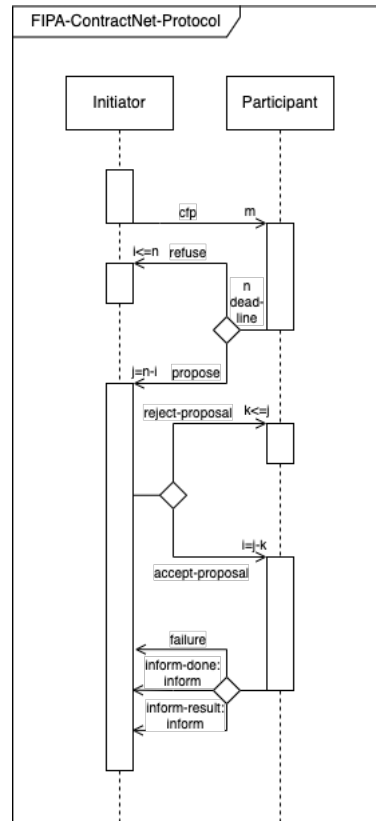 FIPA-ContractNet-Protocol
Initiator
Participant
cfp
m
i<=n
refuse
n
dead-
line
j=n-i
propose
reject-proposal
k<=j
i=j-k
accept-proposal
failure
inform-done:
inform
inform-result:
inform